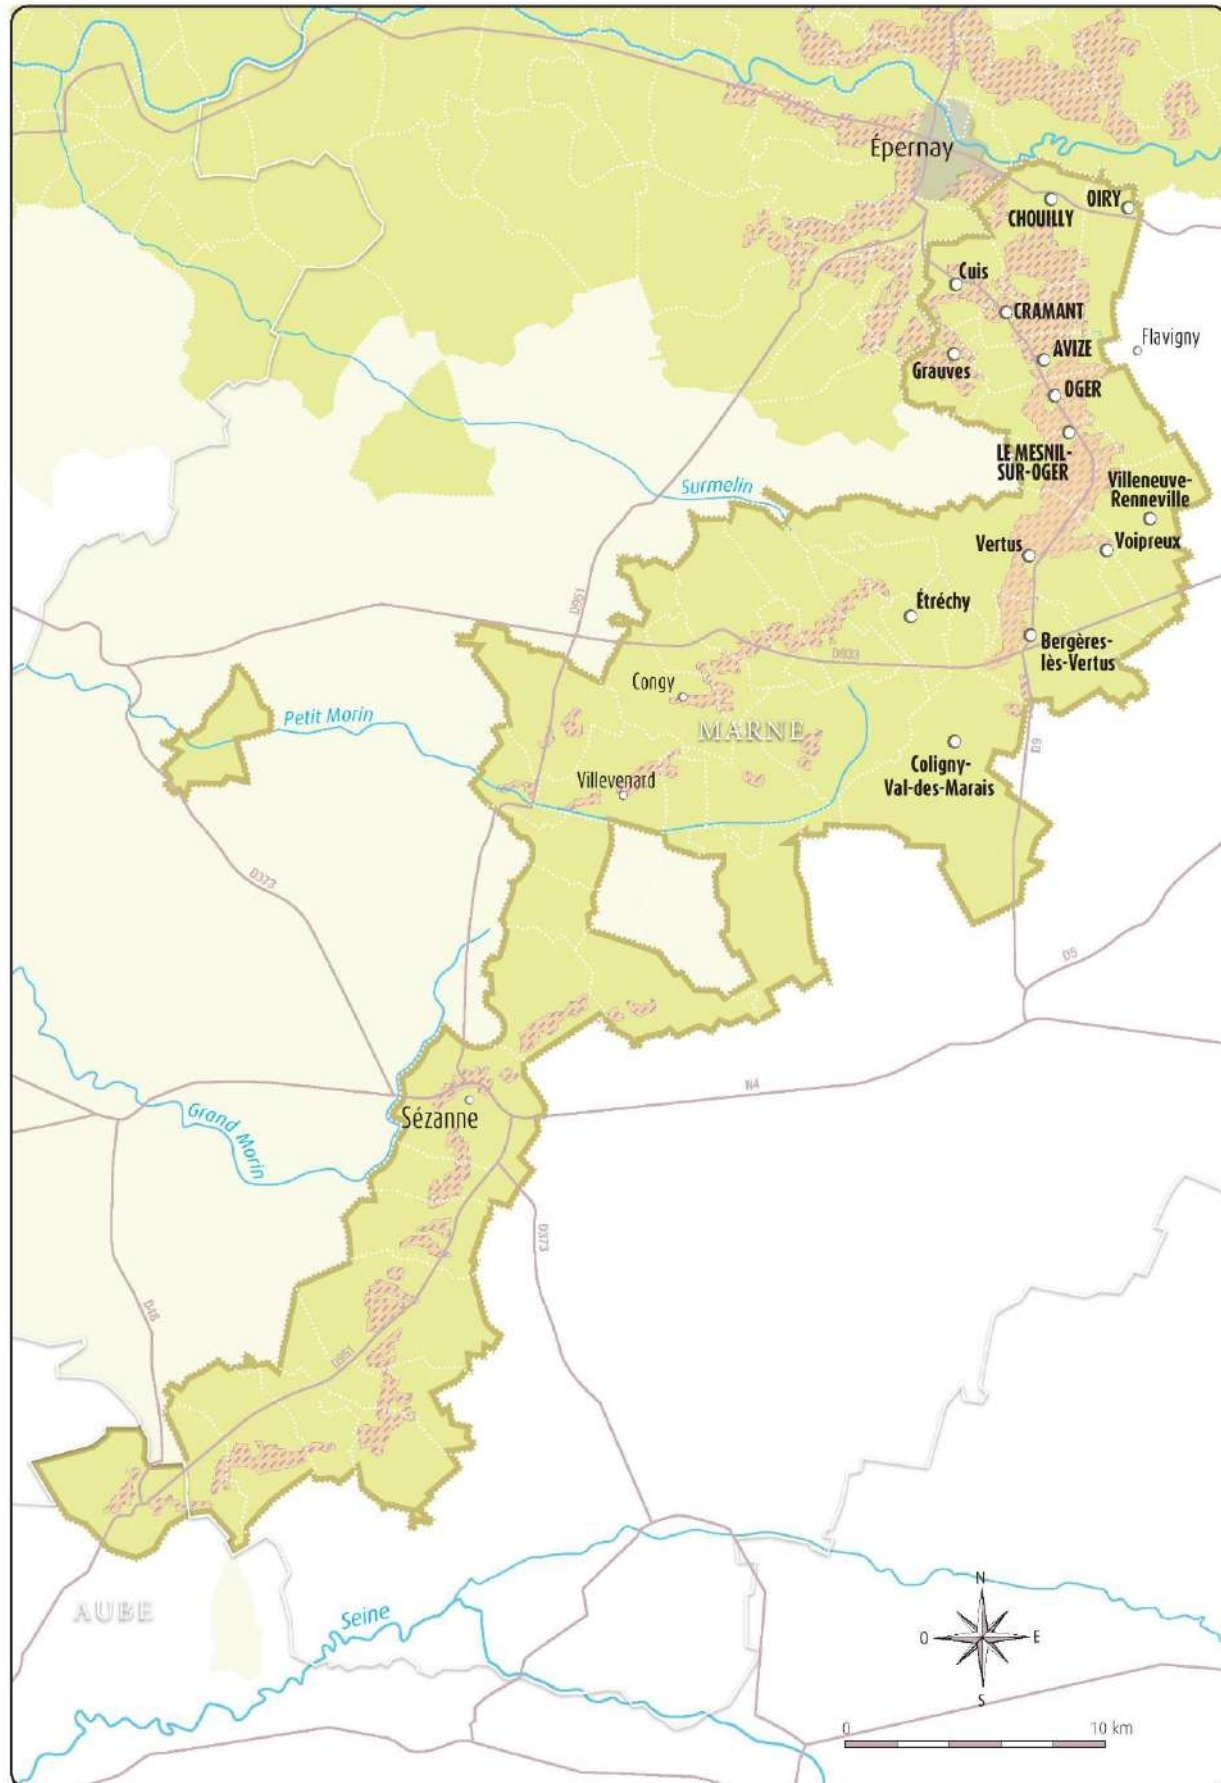 Épernay
OIRY
CHOUILLY
Cuis
CRAMANT
Flavigny
AVIZE
Grauves
OGER
LE MESNIL-
SUR-OGER
Villeneuve-
Renneville
Surmelin
Vertus
Voipreux
D951
Étréchy
Bergères-
lès-Vertus
D933
Congy
Petit Morin
MARNE
D9
Coligny-
Val-des-Marais
Villevenard
D373
D5
N4
Grand Morin
Sézanne
D373
D48
D951
AUBE
Seine
N
O
E
S
0
10 km